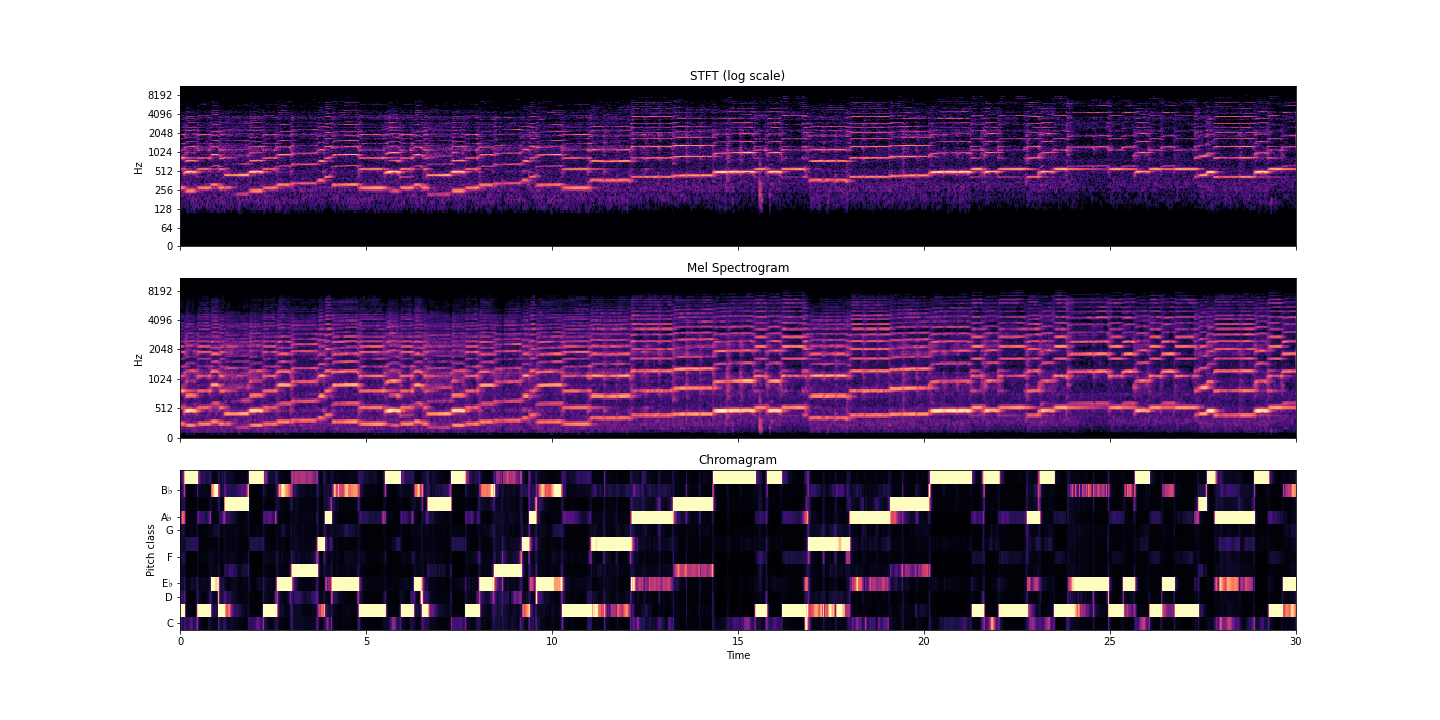 STFT (log scale)
8192
4096
2048
1024
512
256
128
64
0
Hz
Mel Spectrogram
8192
4096
2048
1024
512
0
Hz
Chromagram
B♭
A♭
G
F
E♭
D
C
Pitch class
0 5 10 15 20 25 30
Time